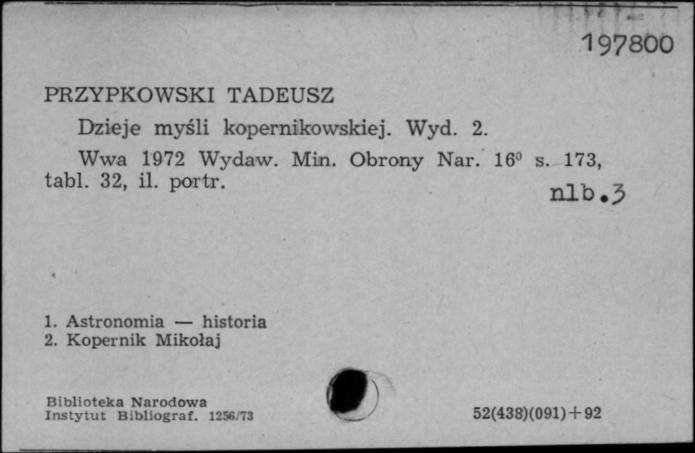 197800
PRZYPKOWSKI TADEUSZ
Dzieje myśli kopernikowskiej. Wyd. 2.
Wwa 1972 Wydaw. Min. Obrony Nar. 16⁰ s. 173,
tabl. 32, il. portr.
nlb.3
1. Astronomia — historia
2. Kopernik Mikołaj
Biblioteka Narodowa
Instytut Bibliograf. 1256/73
52(438)(091)+92